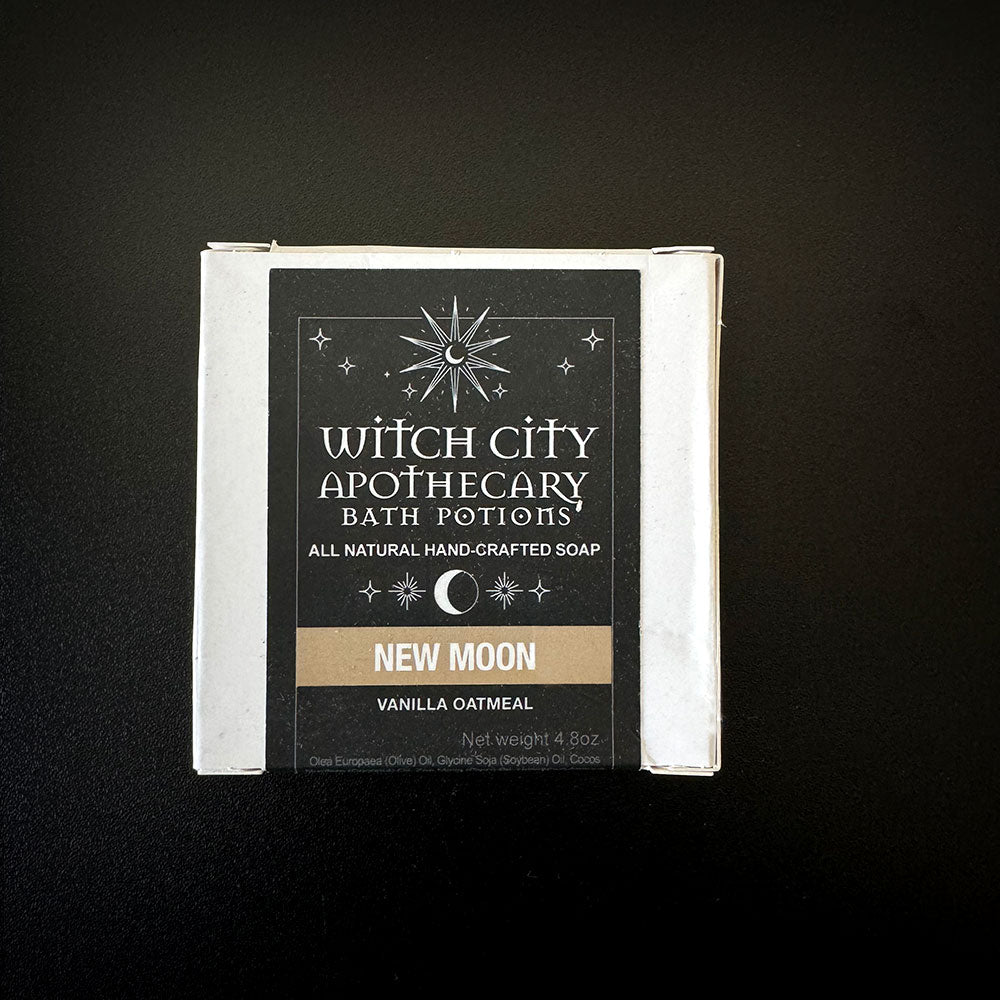 WITCH CITY
APOTHECARY
BATH POTIONS
ALL NATURAL HAND-CRAFTED SOAP
NEW MOON
VANILLA OATMEAL
Net weight 4.8oz
Olea Europaea (Olive) Oil, Glycine Soja (Soybean) Oil, Cocos